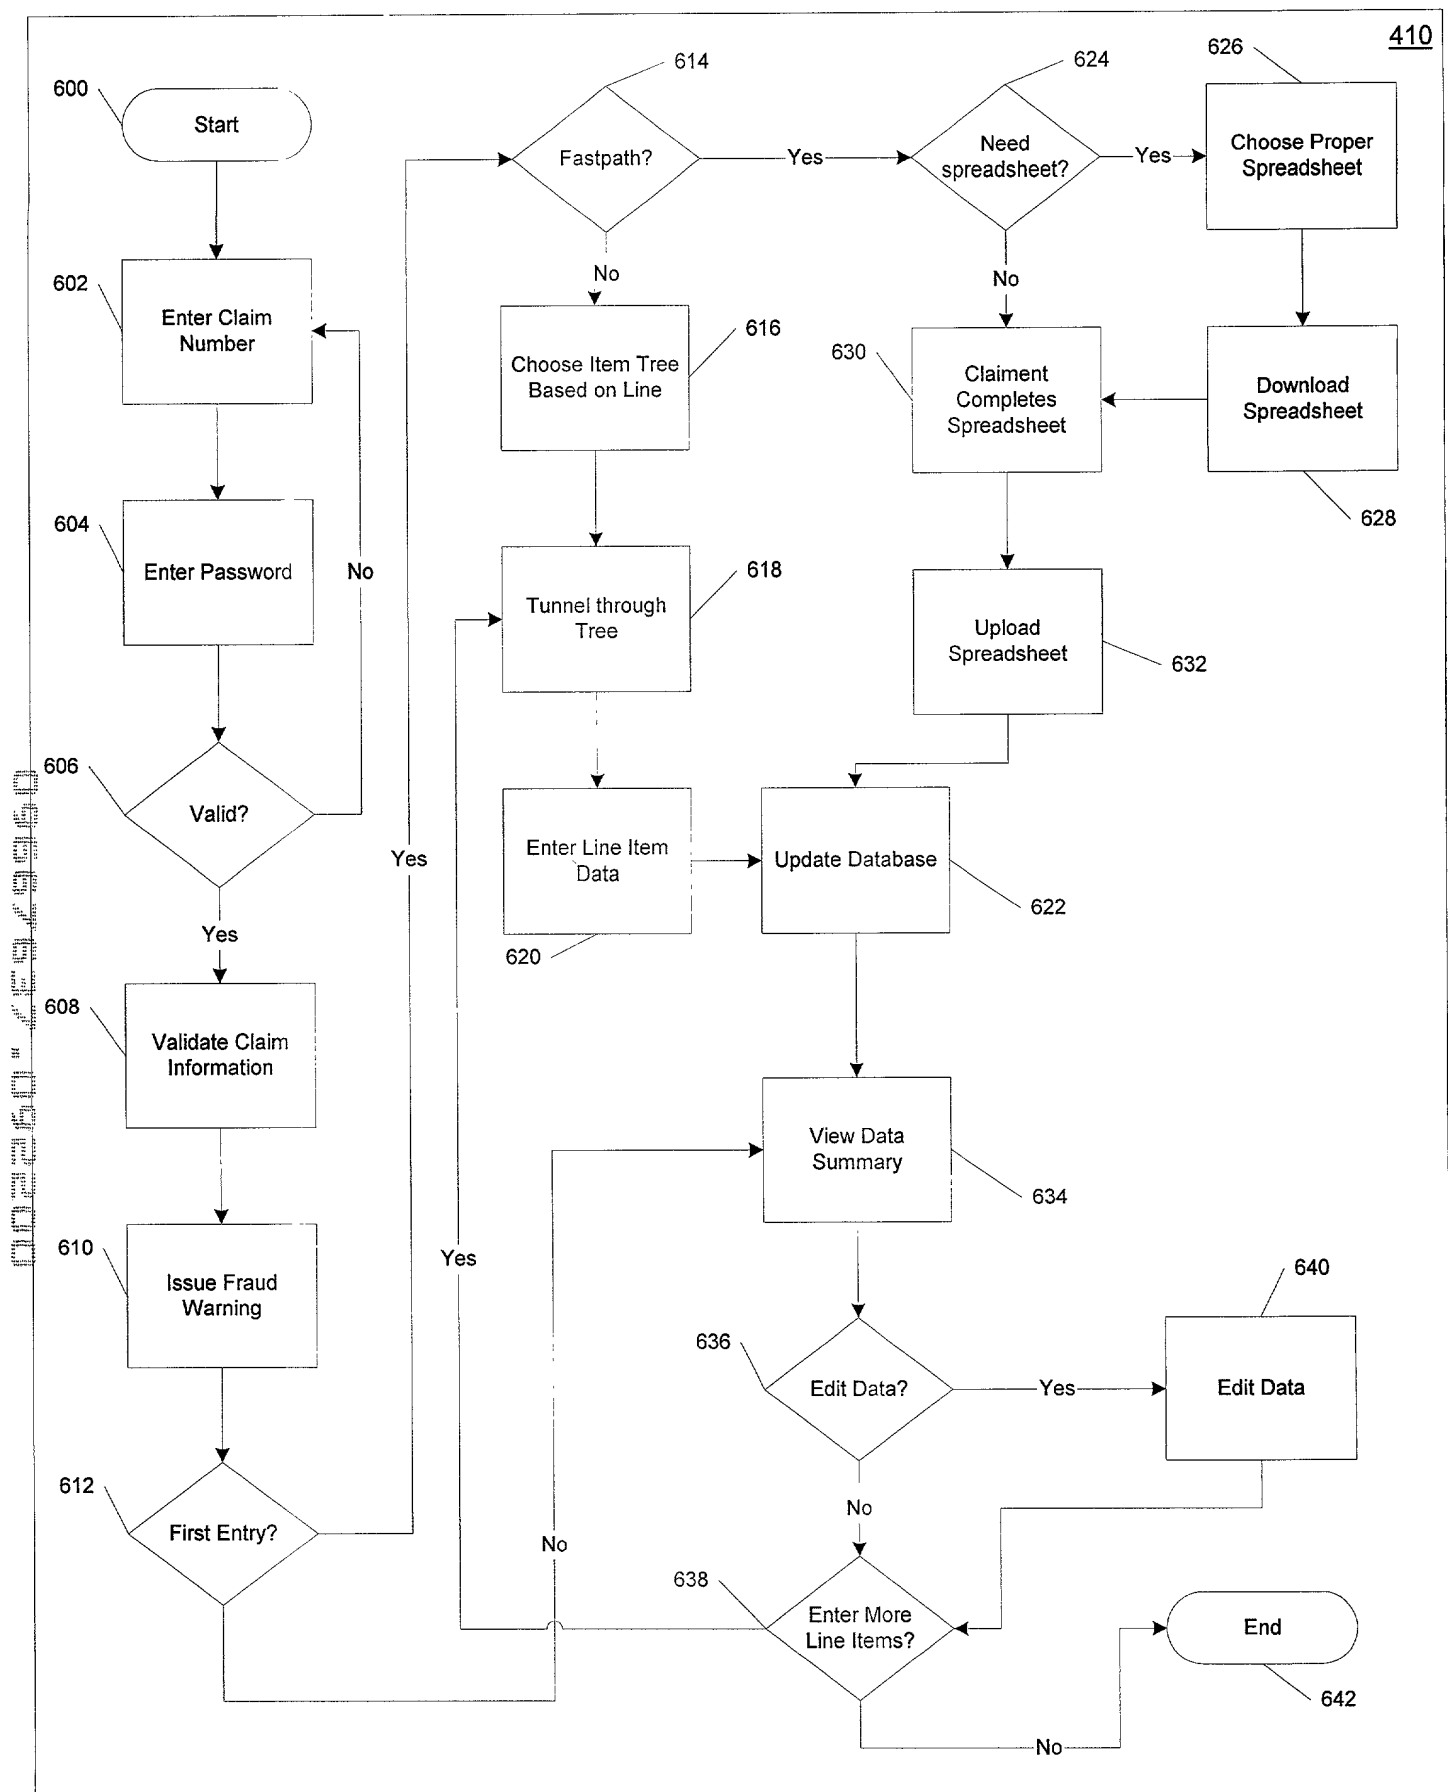 410
600
Start
602
Enter Claim
Number
604
Enter Password
No
606
Valid?
Yes
608
Validate Claim
Information
610
Issue Fraud
Warning
612
First Entry?
Yes
No
614
Fastpath?
Yes
No
616
Choose Item Tree
Based on Line
618
Tunnel through
Tree
Enter Line Item
Data
620
Update Database
622
624
Need
spreadsheet?
Yes
No
626
Choose Proper
Spreadsheet
Download
Spreadsheet
628
630
Claiment
Completes
Spreadsheet
Upload
Spreadsheet
632
View Data
Summary
634
636
Edit Data?
Yes
No
640
Edit Data
638
Enter More
Line Items?
Yes
No
End
642